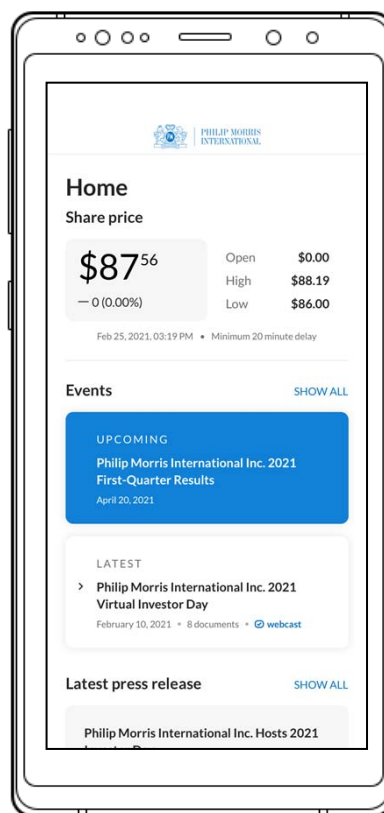 PHILIP MORRIS
INTERNATIONAL
Home
Share price
$87 56
— 0 (0.00%)
Open $0.00
High $88.19
Low $86.00
Feb 25, 2021, 03:19 PM • Minimum 20 minute delay
Events SHOW ALL
UPCOMING
Philip Morris International Inc. 2021
First-Quarter Results
April 20, 2021
LATEST
Philip Morris International Inc. 2021
Virtual Investor Day
February 10, 2021 • 8 documents • webcast
Latest press release SHOW ALL
Philip Morris International Inc. Hosts 2021